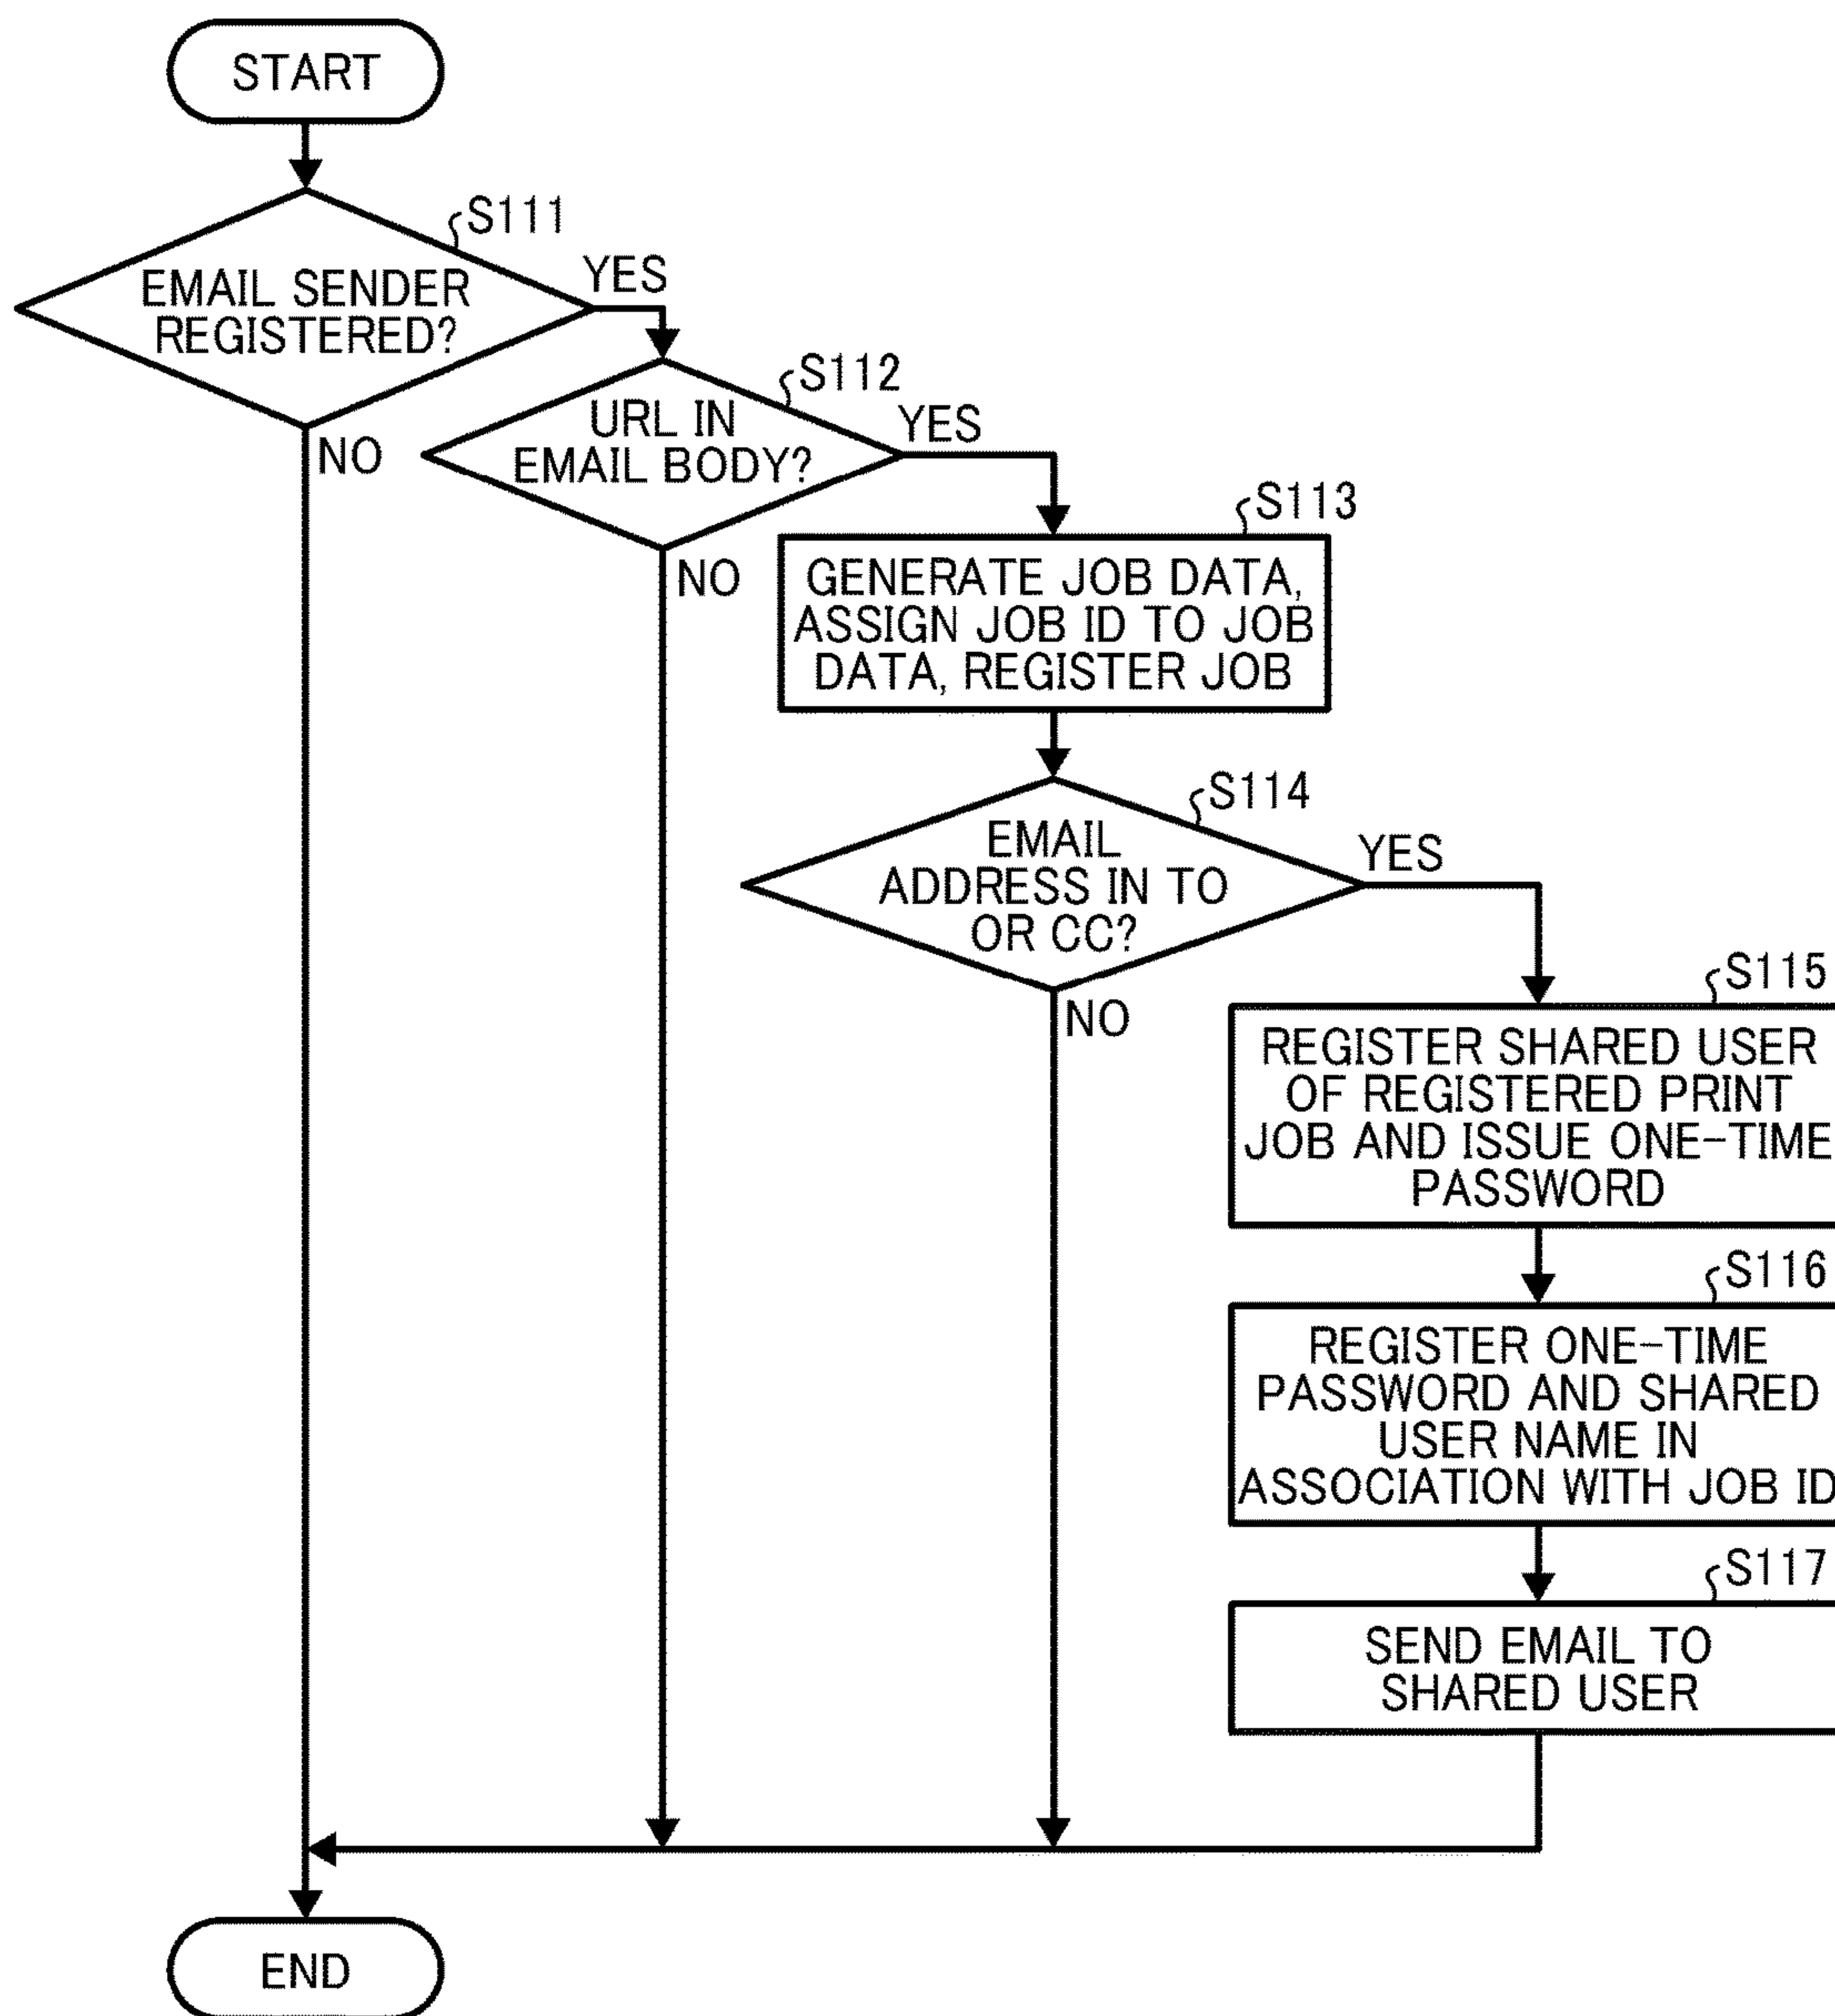 START
S111
EMAIL SENDER
REGISTERED?
YES
NO
S112
URL IN
EMAIL BODY?
YES
NO
S113
GENERATE JOB DATA,
ASSIGN JOB ID TO JOB
DATA, REGISTER JOB
S114
EMAIL
ADDRESS IN TO
OR CC?
YES
NO
S115
REGISTER SHARED USER
OF REGISTERED PRINT
JOB AND ISSUE ONE-TIME
PASSWORD
S116
REGISTER ONE-TIME
PASSWORD AND SHARED
USER NAME IN
ASSOCIATION WITH JOB ID
S117
SEND EMAIL TO
SHARED USER
END